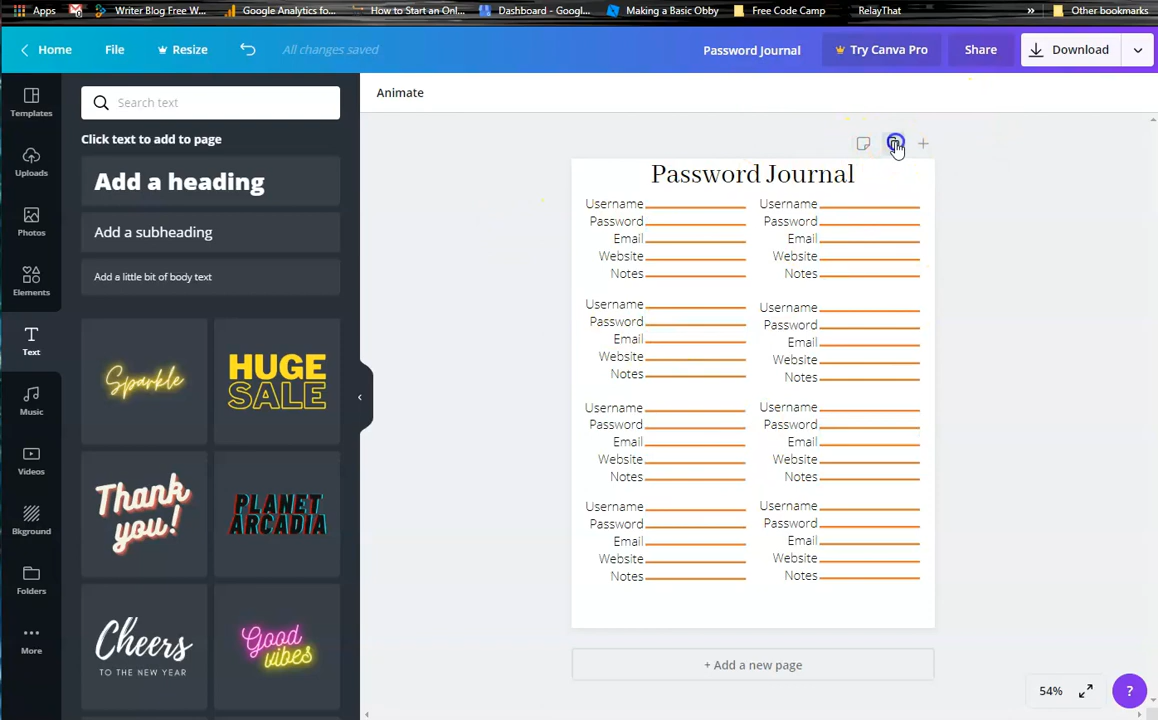 Apps
Writer Blog Free W...
Google Analytics fo...
How to Start an Onl...
Dashboard - Googl...
Making a Basic Obby
Free Code Camp
RelayThat
»
Other bookmarks
Home
File
Resize
All changes saved
Password Journal
Try Canva Pro
Share
Download
Templates
Uploads
Photos
Elements
Text
Music
Videos
Bkground
Folders
More
Search text
Click text to add to page
Add a heading
Add a subheading
Add a little bit of body text
Sparkle
HUGE
SALE
Thank
you!
PLANET
ARCADIA
Cheers
TO THE NEW YEAR
Good
vibes
Animate
Password Journal
Username Username
Password Password
Email Email
Website Website
Notes Notes
Username Username
Password Password
Email Email
Website Website
Notes Notes
Username Username
Password Password
Email Email
Website Website
Notes Notes
Username Username
Password Password
Email Email
Website Website
Notes Notes
+ Add a new page
54%
?